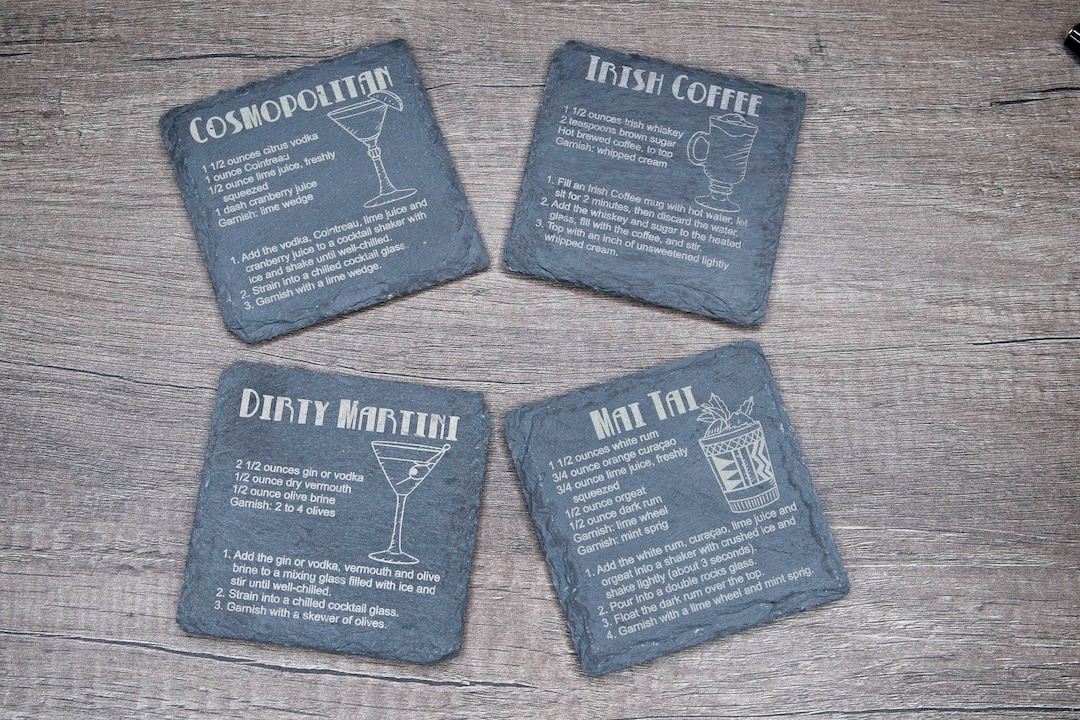 COSMOPOLITAN
1 1/2 ounces citrus vodka
1 ounce Cointreau
1/2 ounce lime juice, freshly
squeezed
1 dash cranberry juice
Garnish: lime wedge
1. Add the vodka, Cointreau, lime juice and
cranberry juice to a cocktail shaker with
ice and shake until well-chilled.
2. Strain into a chilled cocktail glass.
3. Garnish with a lime wedge.
IRISH COFFEE
1 1/2 ounces Irish whiskey
2 teaspoons brown sugar
Hot brewed coffee, to top
Garnish: whipped cream
1. Fill an Irish Coffee mug with hot water, let
sit for 2 minutes, then discard the water.
2. Add the whiskey and sugar to the heated
glass, fill with the coffee, and stir.
3. Top with an inch of unsweetened lightly
whipped cream.
DIRTY MARTINI
2 1/2 ounces gin or vodka
1/2 ounce dry vermouth
1/2 ounce olive brine
Garnish: 2 to 4 olives
1. Add the gin or vodka, vermouth and olive
brine to a mixing glass filled with ice and
stir until well-chilled.
2. Strain into a chilled cocktail glass.
3. Garnish with a skewer of olives.
MAI TAI
1 1/2 ounces white rum
3/4 ounce orange curaçao
3/4 ounce lime juice, freshly
squeezed
1/2 ounce orgeat
1/2 ounce dark rum
Garnish: lime wheel
Garnish: mint sprig
1. Add the white rum, curaçao, lime juice and
orgeat into a shaker with crushed ice and
shake lightly (about 3 seconds).
2. Pour into a double rocks glass.
3. Float the dark rum over the top.
4. Garnish with a lime wheel and mint sprig.